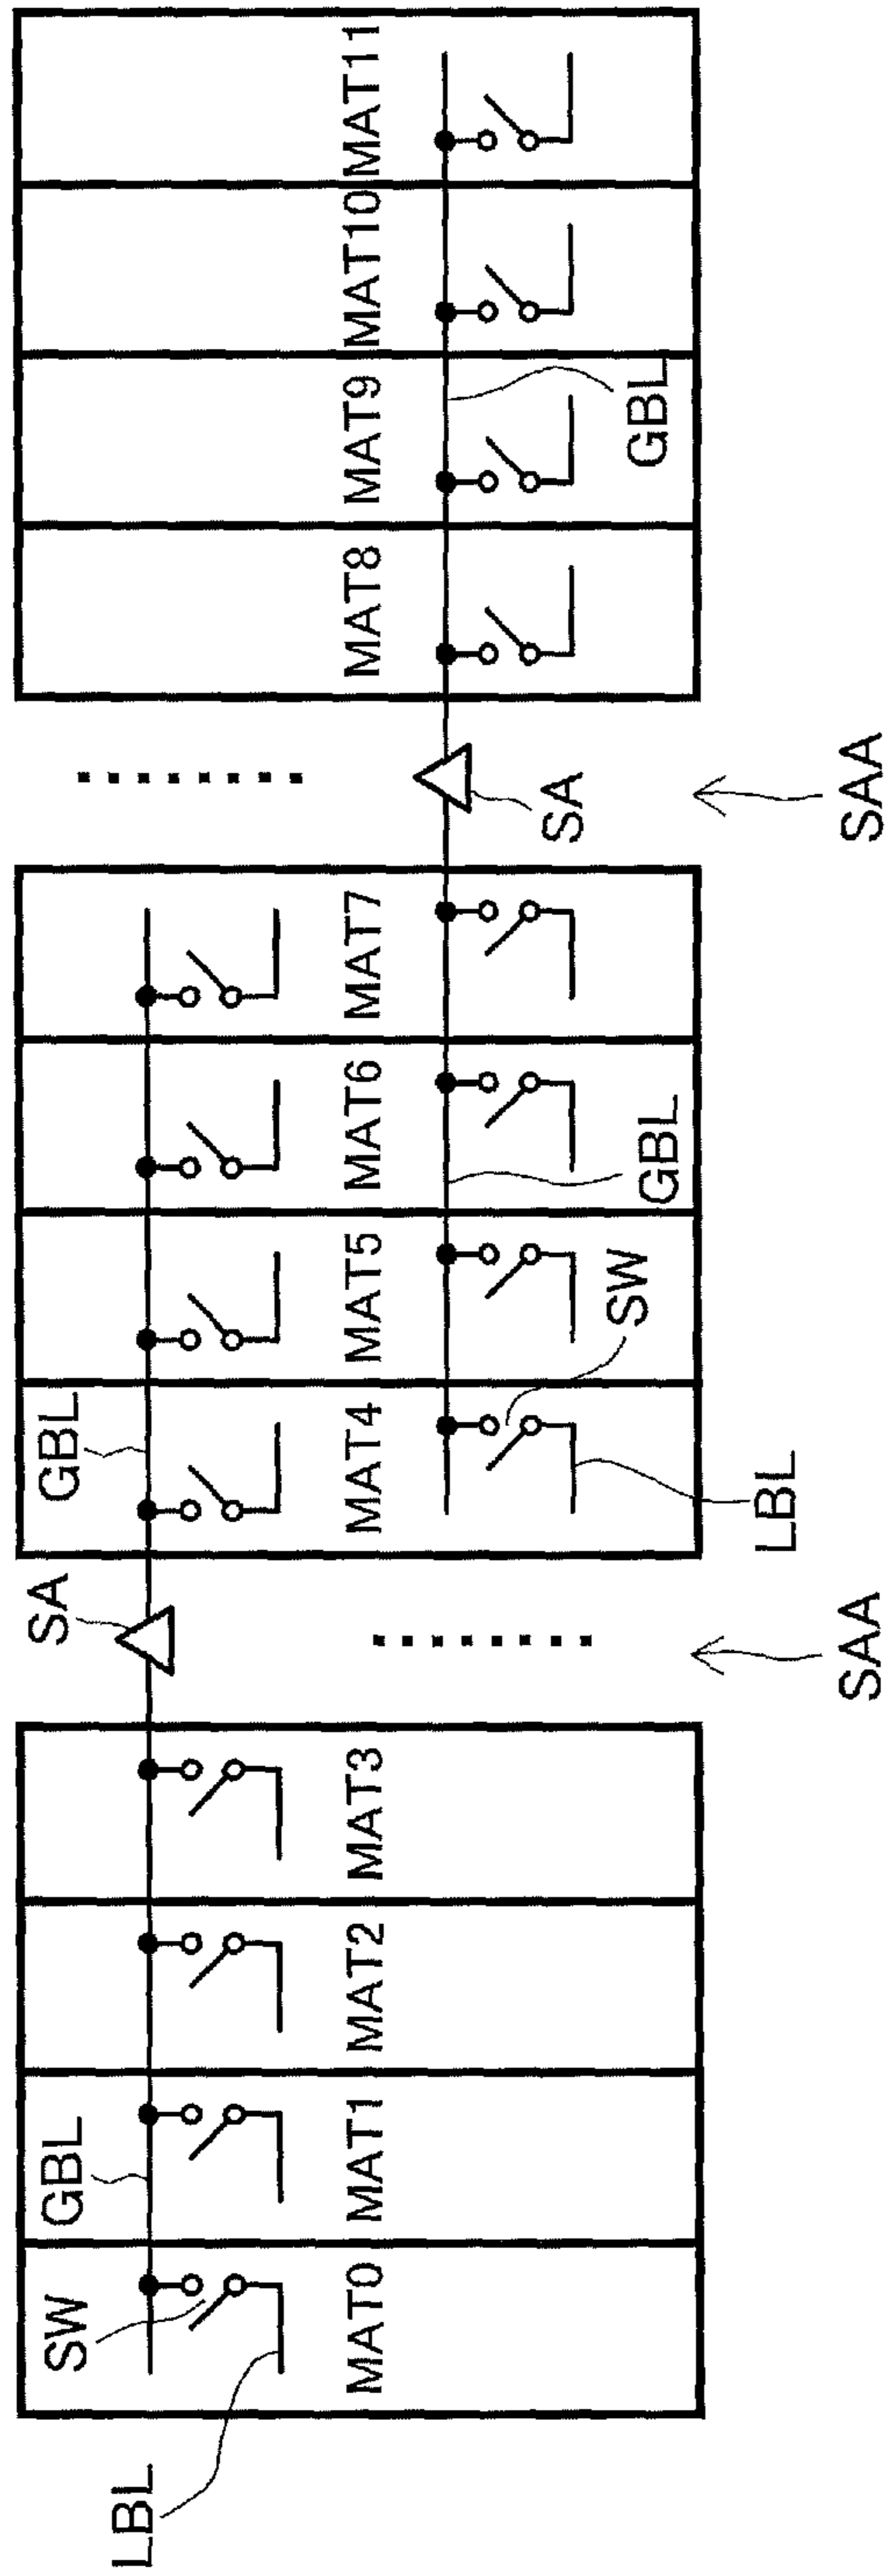 LBL
SW
GBL
SA
GBL
MAT0
MAT1
MAT2
MAT3
MAT4
MAT5
MAT6
MAT7
MAT8
MAT9
MAT10
MAT11
SW
GBL
SA
GBL
LBL
SAA
SAA